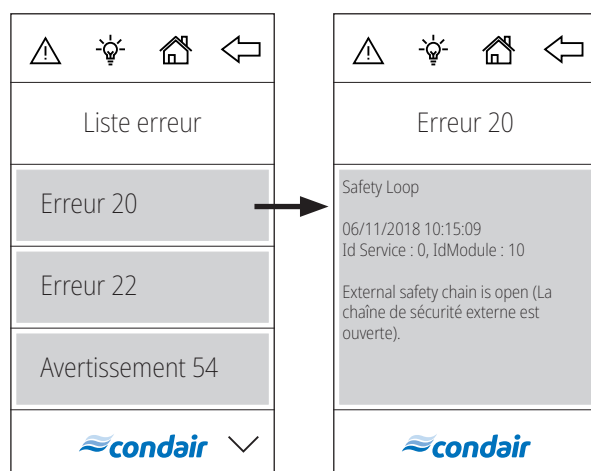 Liste erreur
Erreur 20
Erreur 22
Avertissement 54
condair
Erreur 20
Safety Loop
06/11/2018 10:15:09
Id Service : 0, IdModule : 10
External safety chain is open (La
chaîne de sécurité externe est
ouverte).
condair